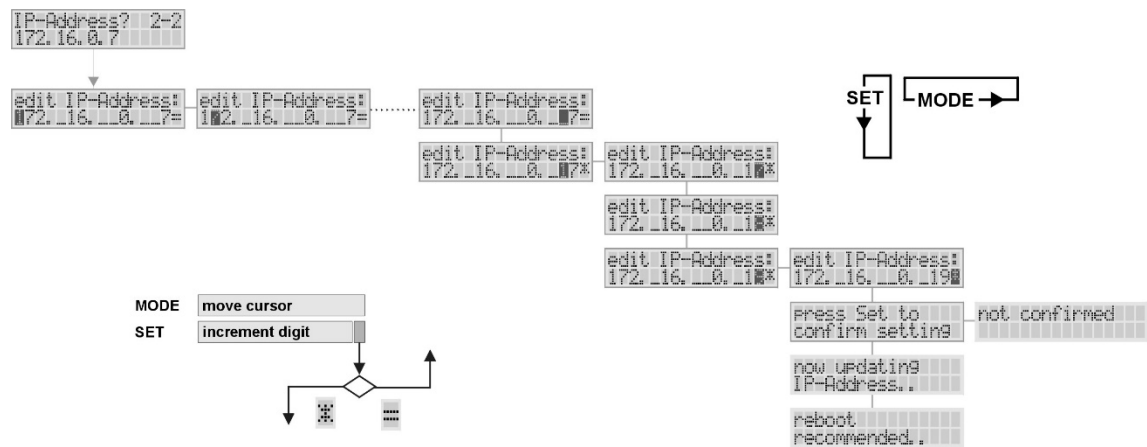 IP-Address? 2-2
172.16.0.7
edit IP-Address:
172._16.__0.__7=
edit IP-Address:
172._16.__0.__7=
edit IP-Address:
172._16.__0.__7=
SET
MODE
edit IP-Address:
172._16.__0._17*
edit IP-Address:
172._16.__0._17*
edit IP-Address:
172._16.__0._18*
edit IP-Address:
172._16.__0._19*
edit IP-Address:
172._16.__0._19*
MODE move cursor
SET increment digit
press Set to
confirm setting
not confirmed
now updating
IP-Address..
* =
reboot
recommended..